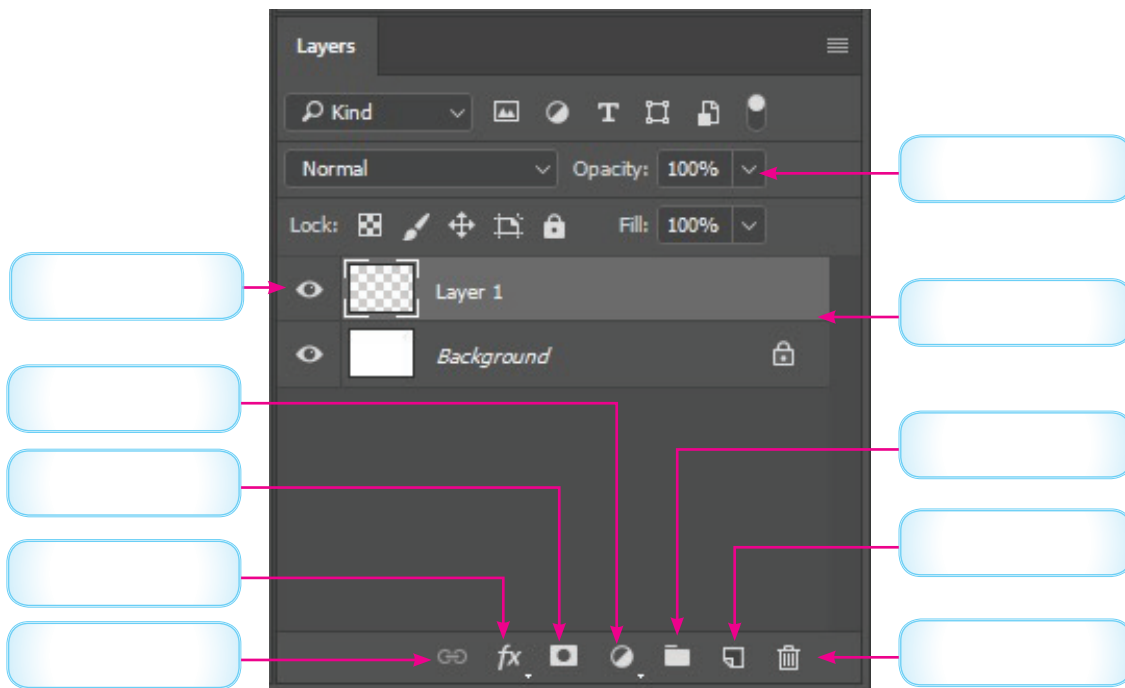 Layers
Kind
Normal Opacity: 100%
Lock: Fill: 100%
Layer 1
Background
fx